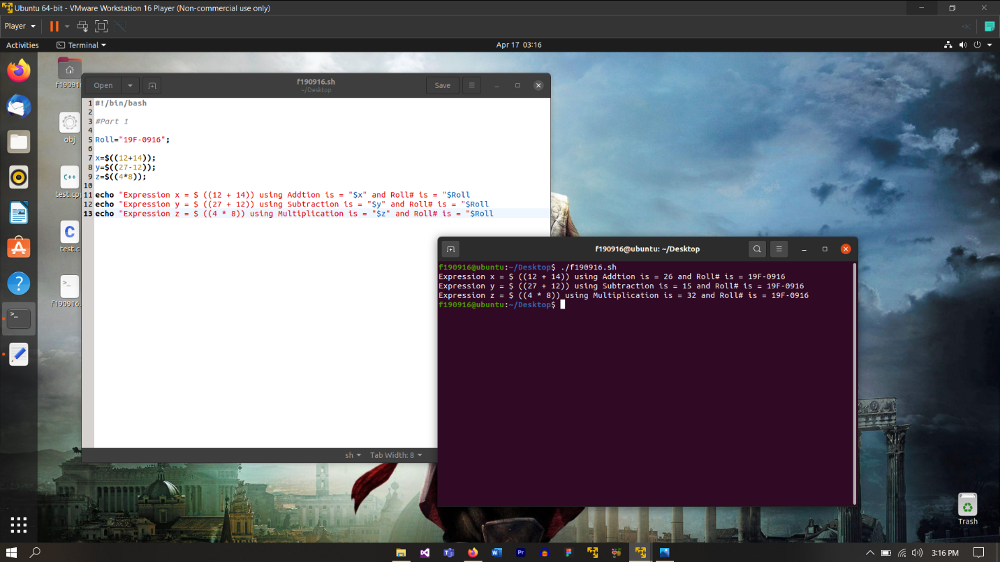 Ubuntu 64-bit - VMware Workstation 16 Player (Non-commercial use only)
Player
Activities
Terminal
Apr 17 03:16
f19091
obj
C++
test.cp
C
test.c
f190916.
Open
f190916.sh
~/Desktop
Save
1 #!/bin/bash
2
3 #Part 1
4
5 Roll="19F-0916";
6
7 x=$((12+14));
8 y=$((27-12));
9 z=$((4*8));
10
11 echo "Expression x = $ ((12 + 14)) using Addtion is = "$x" and Roll# is = "$Roll
12 echo "Expression y = $ ((27 + 12)) using Subtraction is = "$y" and Roll# is = "$Roll
13 echo "Expression z = $ ((4 * 8)) using Multiplication is = "$z" and Roll# is = "$Roll
sh
Tab Width: 8
f190916@ubuntu: ~/Desktop
f190916@ubuntu:~/Desktop$ ./f190916.sh
Expression x = $ ((12 + 14)) using Addtion is = 26 and Roll# is = 19F-0916
Expression y = $ ((27 + 12)) using Subtraction is = 15 and Roll# is = 19F-0916
Expression z = $ ((4 * 8)) using Multiplication is = 32 and Roll# is = 19F-0916
f190916@ubuntu:~/Desktop$
Trash
Pr
3:16 PM